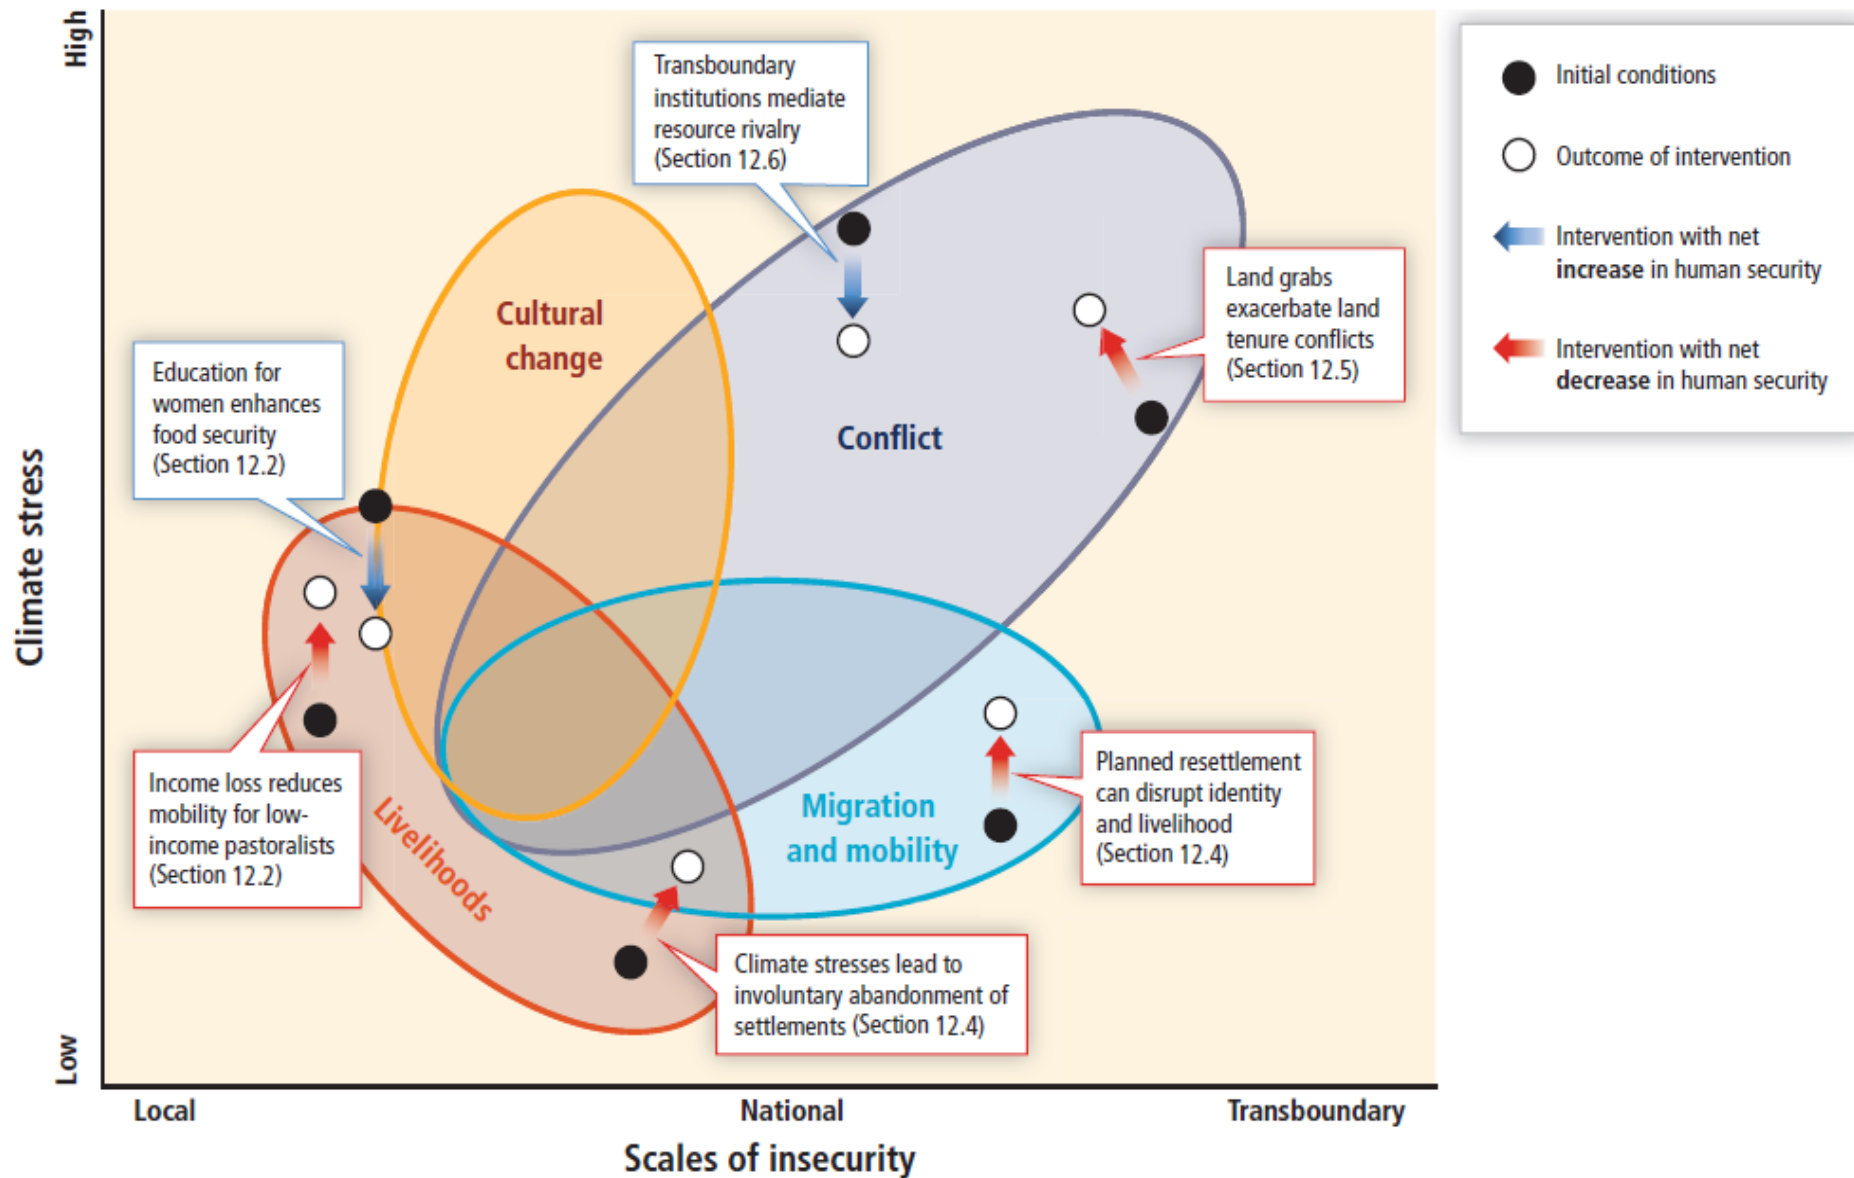 High
Climate stress
Low
Transboundary
institutions mediate
resource rivalry
(Section 12.6)
Cultural
change
Education for
women enhances
food security
(Section 12.2)
Conflict
Land grabs
exacerbate land
tenure conflicts
(Section 12.5)
Income loss reduces
mobility for low-
income pastoralists
(Section 12.2)
Livelihoods
Migration
and mobility
Planned resettlement
can disrupt identity
and livelihood
(Section 12.4)
Climate stresses lead to
involuntary abandonment of
settlements (Section 12.4)
Local
National
Transboundary
Scales of insecurity
Initial conditions
Outcome of intervention
Intervention with net
increase in human security
Intervention with net
decrease in human security